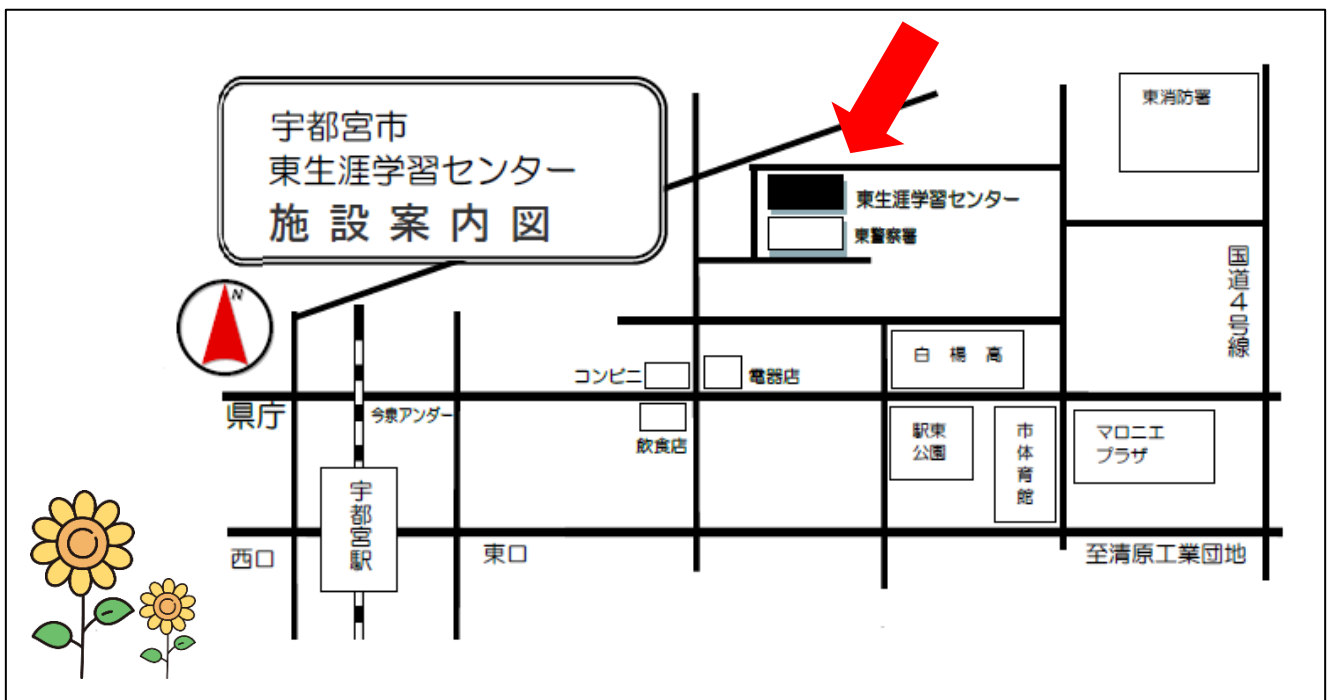 宇都宮市
東生涯学習センター
施設案内図
N
東消防署
東生涯学習センター
東警察署
国道4号線
白楊高
コンビニ
電器店
県庁
今泉アンダー
飲食店
駅東
公園
市体育館
マロニエ
プラザ
宇都宮駅
西口
東口
至清原工業団地